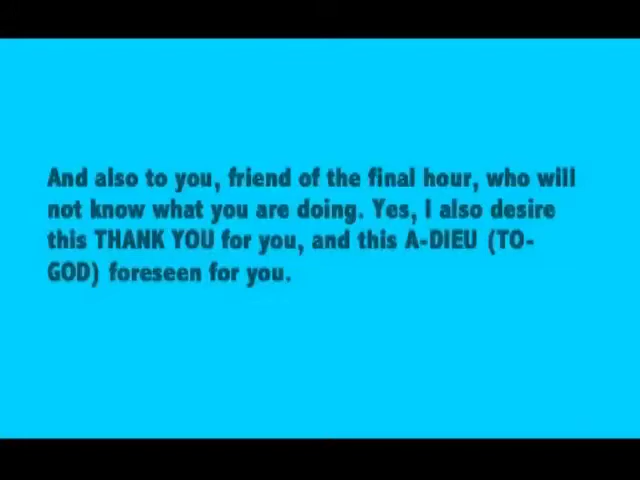 And also to you, friend of the final hour, who will
not know what you are doing. Yes, I also desire
this THANK YOU for you, and this A-DIEU (TO-
GOD) foreseen for you.